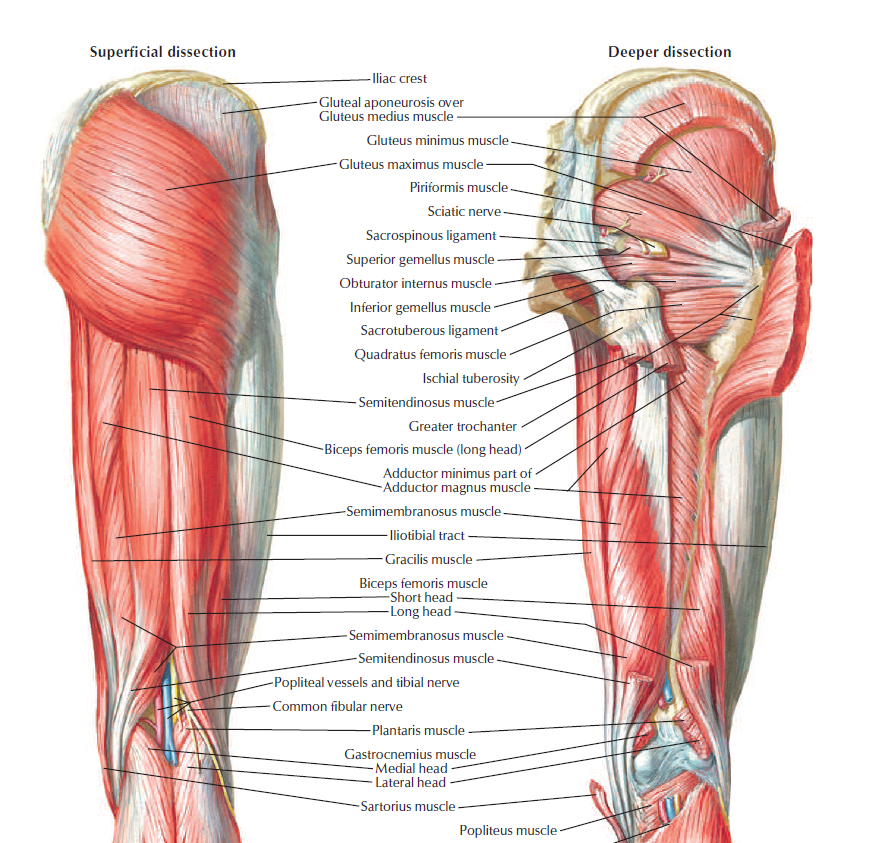 Superficial dissection
Deeper dissection
Iliac crest
Gluteal aponeurosis over
Gluteus medius muscle
Gluteus minimus muscle
Gluteus maximus muscle
Piriformis muscle
Sciatic nerve
Sacrospinous ligament
Superior gemellus muscle
Obturator internus muscle
Inferior gemellus muscle
Sacrotuberous ligament
Quadratus femoris muscle
Ischial tuberosity
Semitendinosus muscle
Greater trochanter
Biceps femoris muscle (long head)
Adductor minimus part of
Adductor magnus muscle
Semimembranosus muscle
Iliotibial tract
Gracilis muscle
Biceps femoris muscle
Short head
Long head
Semimembranosus muscle
Semitendinosus muscle
Popliteal vessels and tibial nerve
Common fibular nerve
Plantaris muscle
Gastrocnemius muscle
Medial head
Lateral head
Sartorius muscle
Popliteus muscle